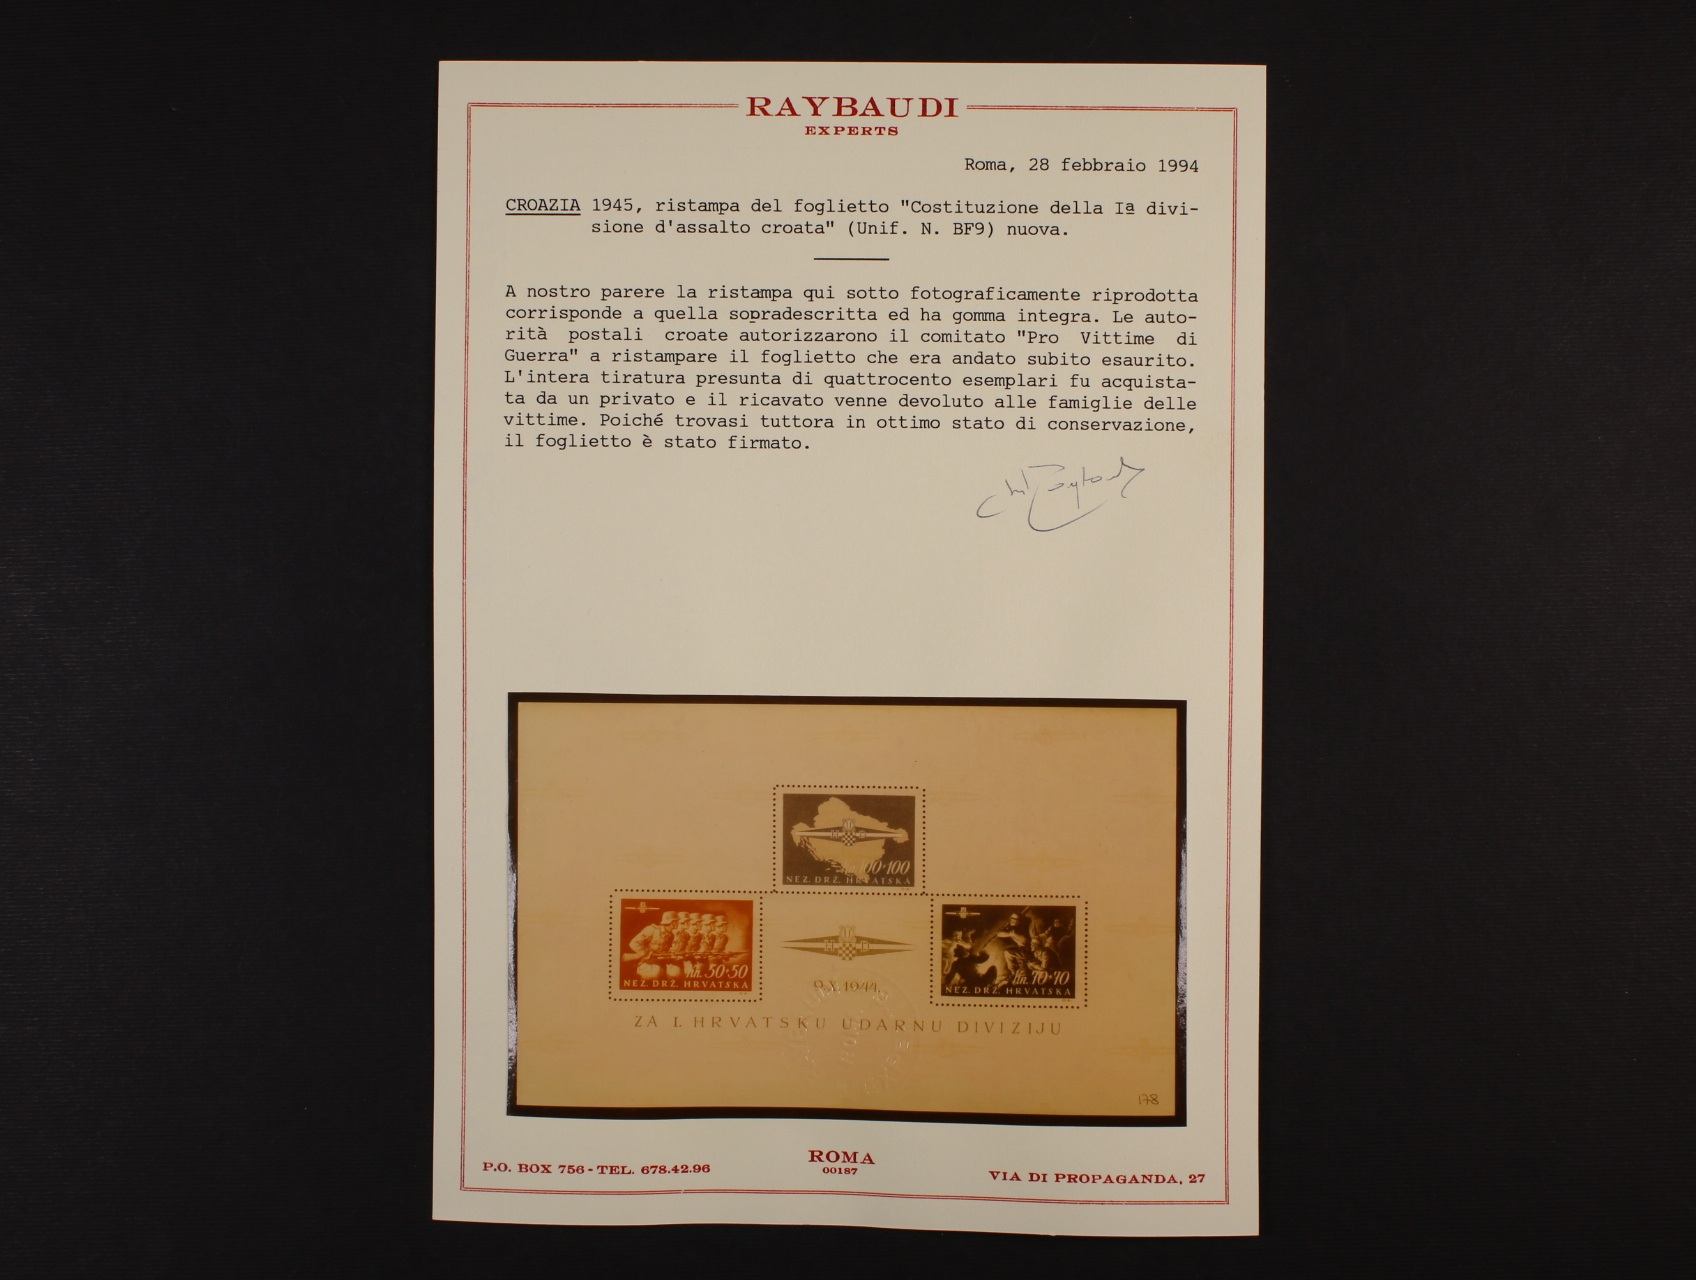 RAYBAUDI
EXPERTS
Roma, 28 febbraio 1994
CROAZIA 1945, ristampa del foglietto "Costituzione della Iª divi-
sione d'assalto croata" (Unif. N. BF9) nuova.
A nostro parere la ristampa qui sotto fotograficamente riprodotta
corrisponde a quella sopradescritta ed ha gomma integra. Le auto-
rità postali croate autorizzarono il comitato "Pro Vittime di
Guerra" a ristampare il foglietto che era andato subito esaurito.
L'intera tiratura presunta di quattrocento esemplari fu acquista-
ta da un privato e il ricavato venne devoluto alle famiglie delle
vittime. Poiché trovasi tuttora in ottimo stato di conservazione,
il foglietto è stato firmato.
100+100
NEZ. DRŽ. HRVATSKA
Kn. 50+50
NEZ. DRŽ. HRVATSKA
Kn. 70+70
NEZ. DRŽ. HRVATSKA
9.X.1944.
ZA I. HRVATSKU UDARNU DIVIZIJU
178
P.O. BOX 756 - TEL. 678.42.96
ROMA
00187
VIA DI PROPAGANDA, 27